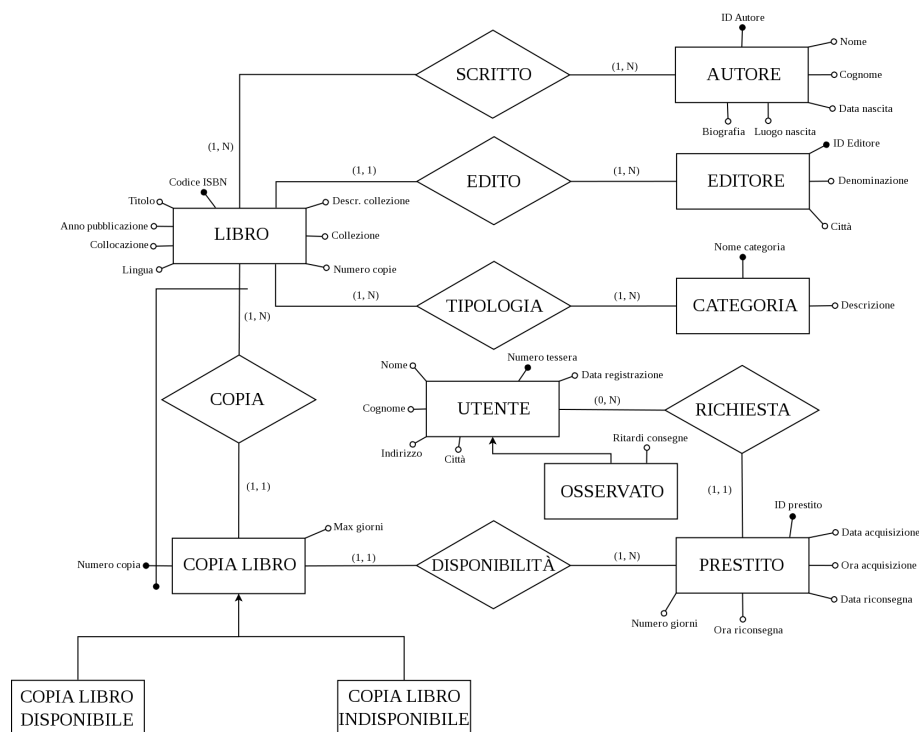 ID Autore
Nome
SCRITTO
(1, N)
AUTORE
Cognome
Data nascita
Biografia
Luogo nascita
(1, N)
ID Editore
(1, 1)
EDITO
(1, N)
EDITORE
Denominazione
Città
Codice ISBN
Titolo
Descr. collezione
Anno pubblicazione
LIBRO
Collezione
Collocazione
Lingua
Numero copie
Nome categoria
(1, N)
TIPOLOGIA
(1, N)
CATEGORIA
Descrizione
(1, N)
Numero tessera
Nome
Data registrazione
COPIA
Cognome
UTENTE
(0, N)
RICHIESTA
Indirizzo
Città
Ritardi consegne
OSSERVATO
(1, 1)
(1, 1)
ID prestito
Max giorni
Data acquisizione
Numero copia
COPIA LIBRO
(1, 1)
DISPONIBILITÀ
(1, N)
PRESTITO
Ora acquisizione
Data riconsegna
Numero giorni
Ora riconsegna
COPIA LIBRO
DISPONIBILE
COPIA LIBRO
INDISPONIBILE